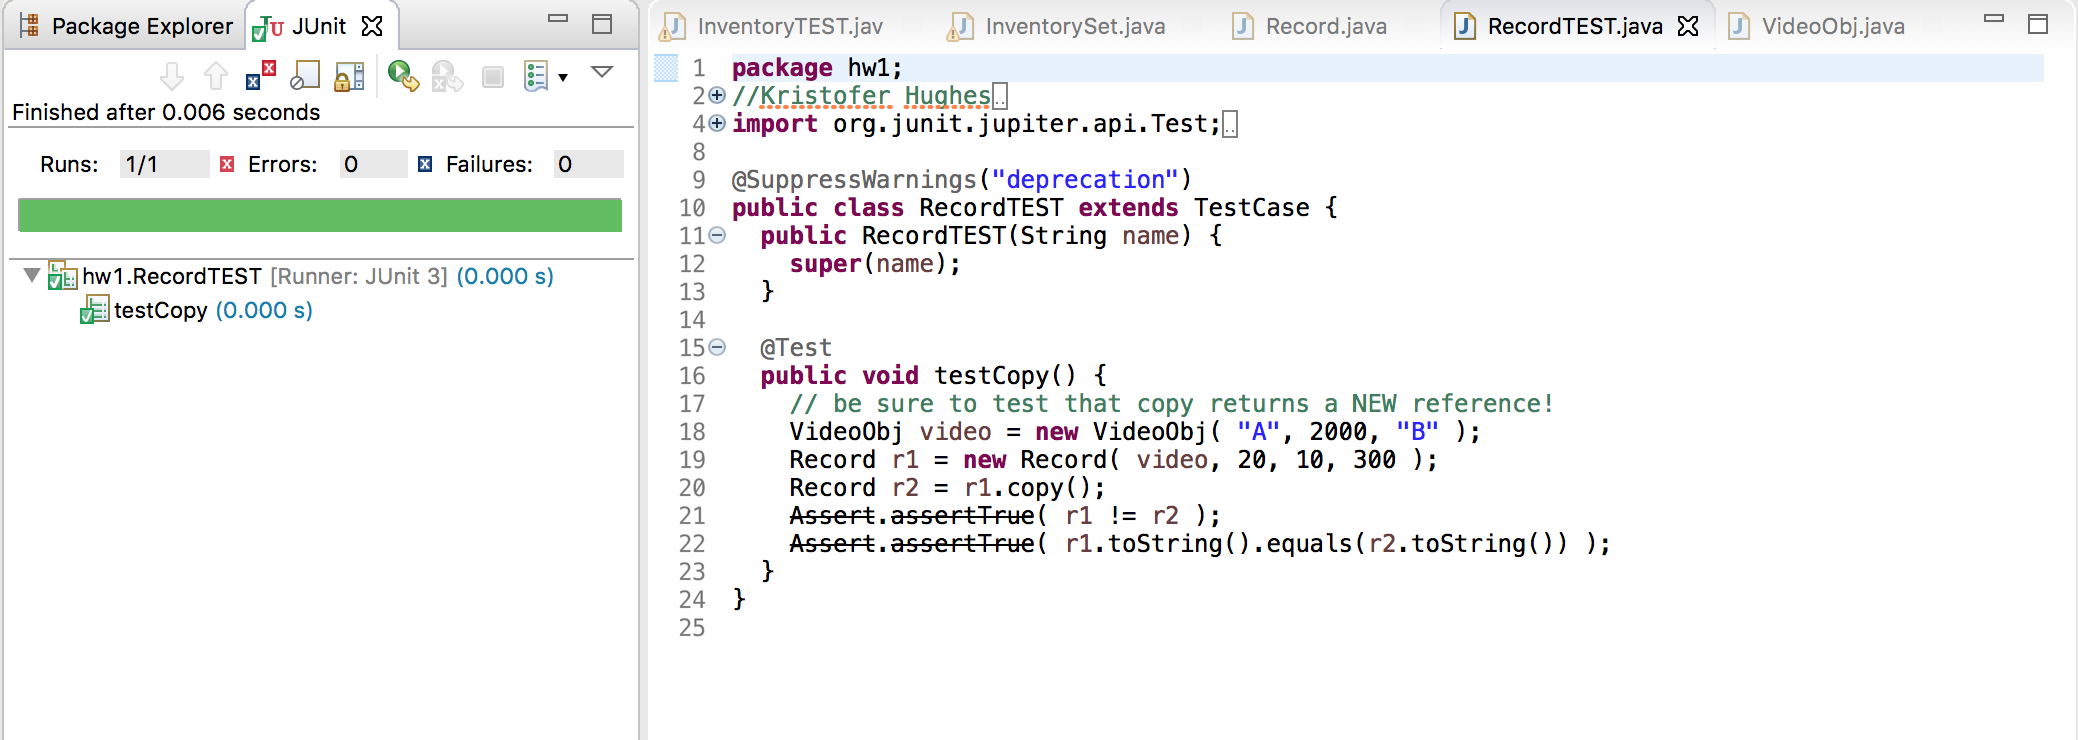 Package Explorer JUnit
Finished after 0.006 seconds
Runs: 1/1 Errors: 0 Failures: 0
hw1.RecordTEST [Runner: JUnit 3] (0.000 s)
testCopy (0.000 s)
InventoryTEST.jav InventorySet.java Record.java RecordTEST.java VideoObj.java
1 package hw1;
2 //Kristofer Hughes..
4 import org.junit.jupiter.api.Test;..
8
9 @SuppressWarnings("deprecation")
10 public class RecordTEST extends TestCase {
11 public RecordTEST(String name) {
12 super(name);
13 }
14
15 @Test
16 public void testCopy() {
17 // be sure to test that copy returns a NEW reference!
18 VideoObj video = new VideoObj( "A", 2000, "B" );
19 Record r1 = new Record( video, 20, 10, 300 );
20 Record r2 = r1.copy();
21 Assert.assertTrue( r1 != r2 );
22 Assert.assertTrue( r1.toString().equals(r2.toString()) );
23 }
24 }
25